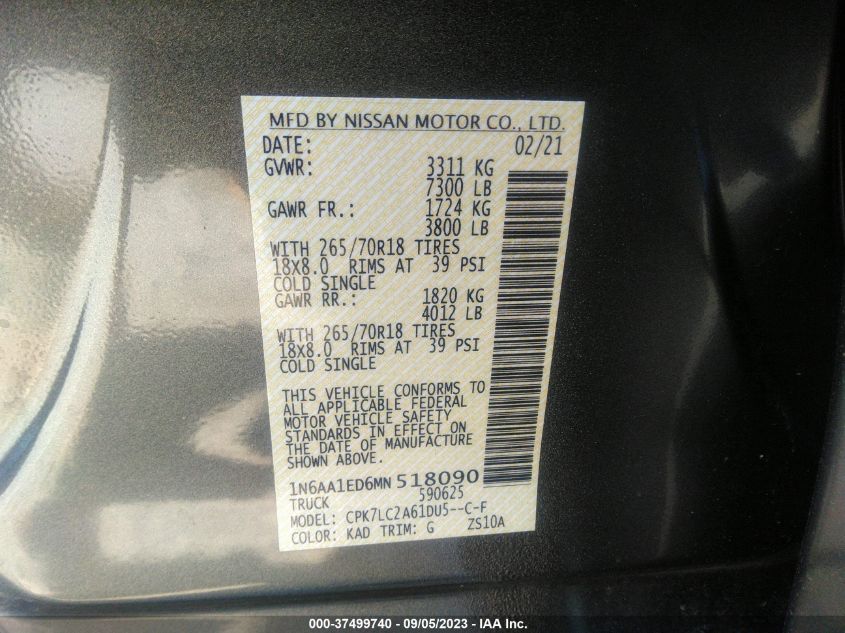 MFD BY NISSAN MOTOR CO., LTD.
DATE: 02/21
GVWR: 3311 KG
7300 LB
GAWR FR.: 1724 KG
3800 LB
WITH 265/70R18 TIRES
18X8.0 RIMS AT 39 PSI
COLD SINGLE
GAWR RR.: 1820 KG
4012 LB
WITH 265/70R18 TIRES
18X8.0 RIMS AT 39 PSI
COLD SINGLE
THIS VEHICLE CONFORMS TO
ALL APPLICABLE FEDERAL
MOTOR VEHICLE SAFETY
STANDARDS IN EFFECT ON
THE DATE OF MANUFACTURE
SHOWN ABOVE.
1N6AA1ED6MN518090
TRUCK 590625
MODEL: CPK7LC2A61DU5--C-F
COLOR: KAD TRIM: G ZS10A
000-37499740 - 09/05/2023 - IAA Inc.